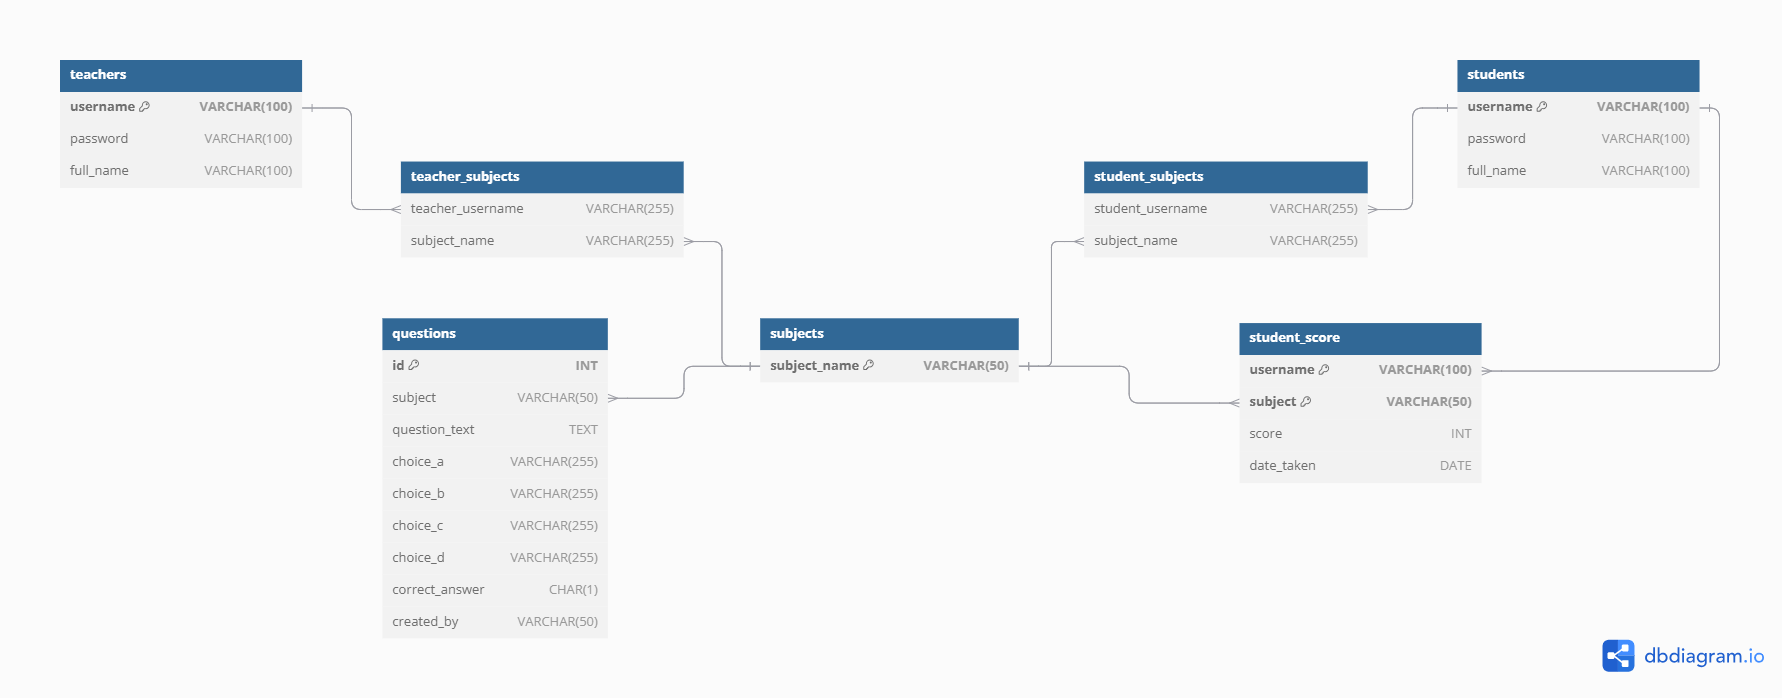 teachers
username VARCHAR(100)
password VARCHAR(100)
full_name VARCHAR(100)
teacher_subjects
teacher_username VARCHAR(255)
subject_name VARCHAR(255)
questions
id INT
subject VARCHAR(50)
question_text TEXT
choice_a VARCHAR(255)
choice_b VARCHAR(255)
choice_c VARCHAR(255)
choice_d VARCHAR(255)
correct_answer CHAR(1)
created_by VARCHAR(50)
subjects
subject_name VARCHAR(50)
student_subjects
student_username VARCHAR(255)
subject_name VARCHAR(255)
students
username VARCHAR(100)
password VARCHAR(100)
full_name VARCHAR(100)
student_score
username VARCHAR(100)
subject VARCHAR(50)
score INT
date_taken DATE
dbdiagram.io